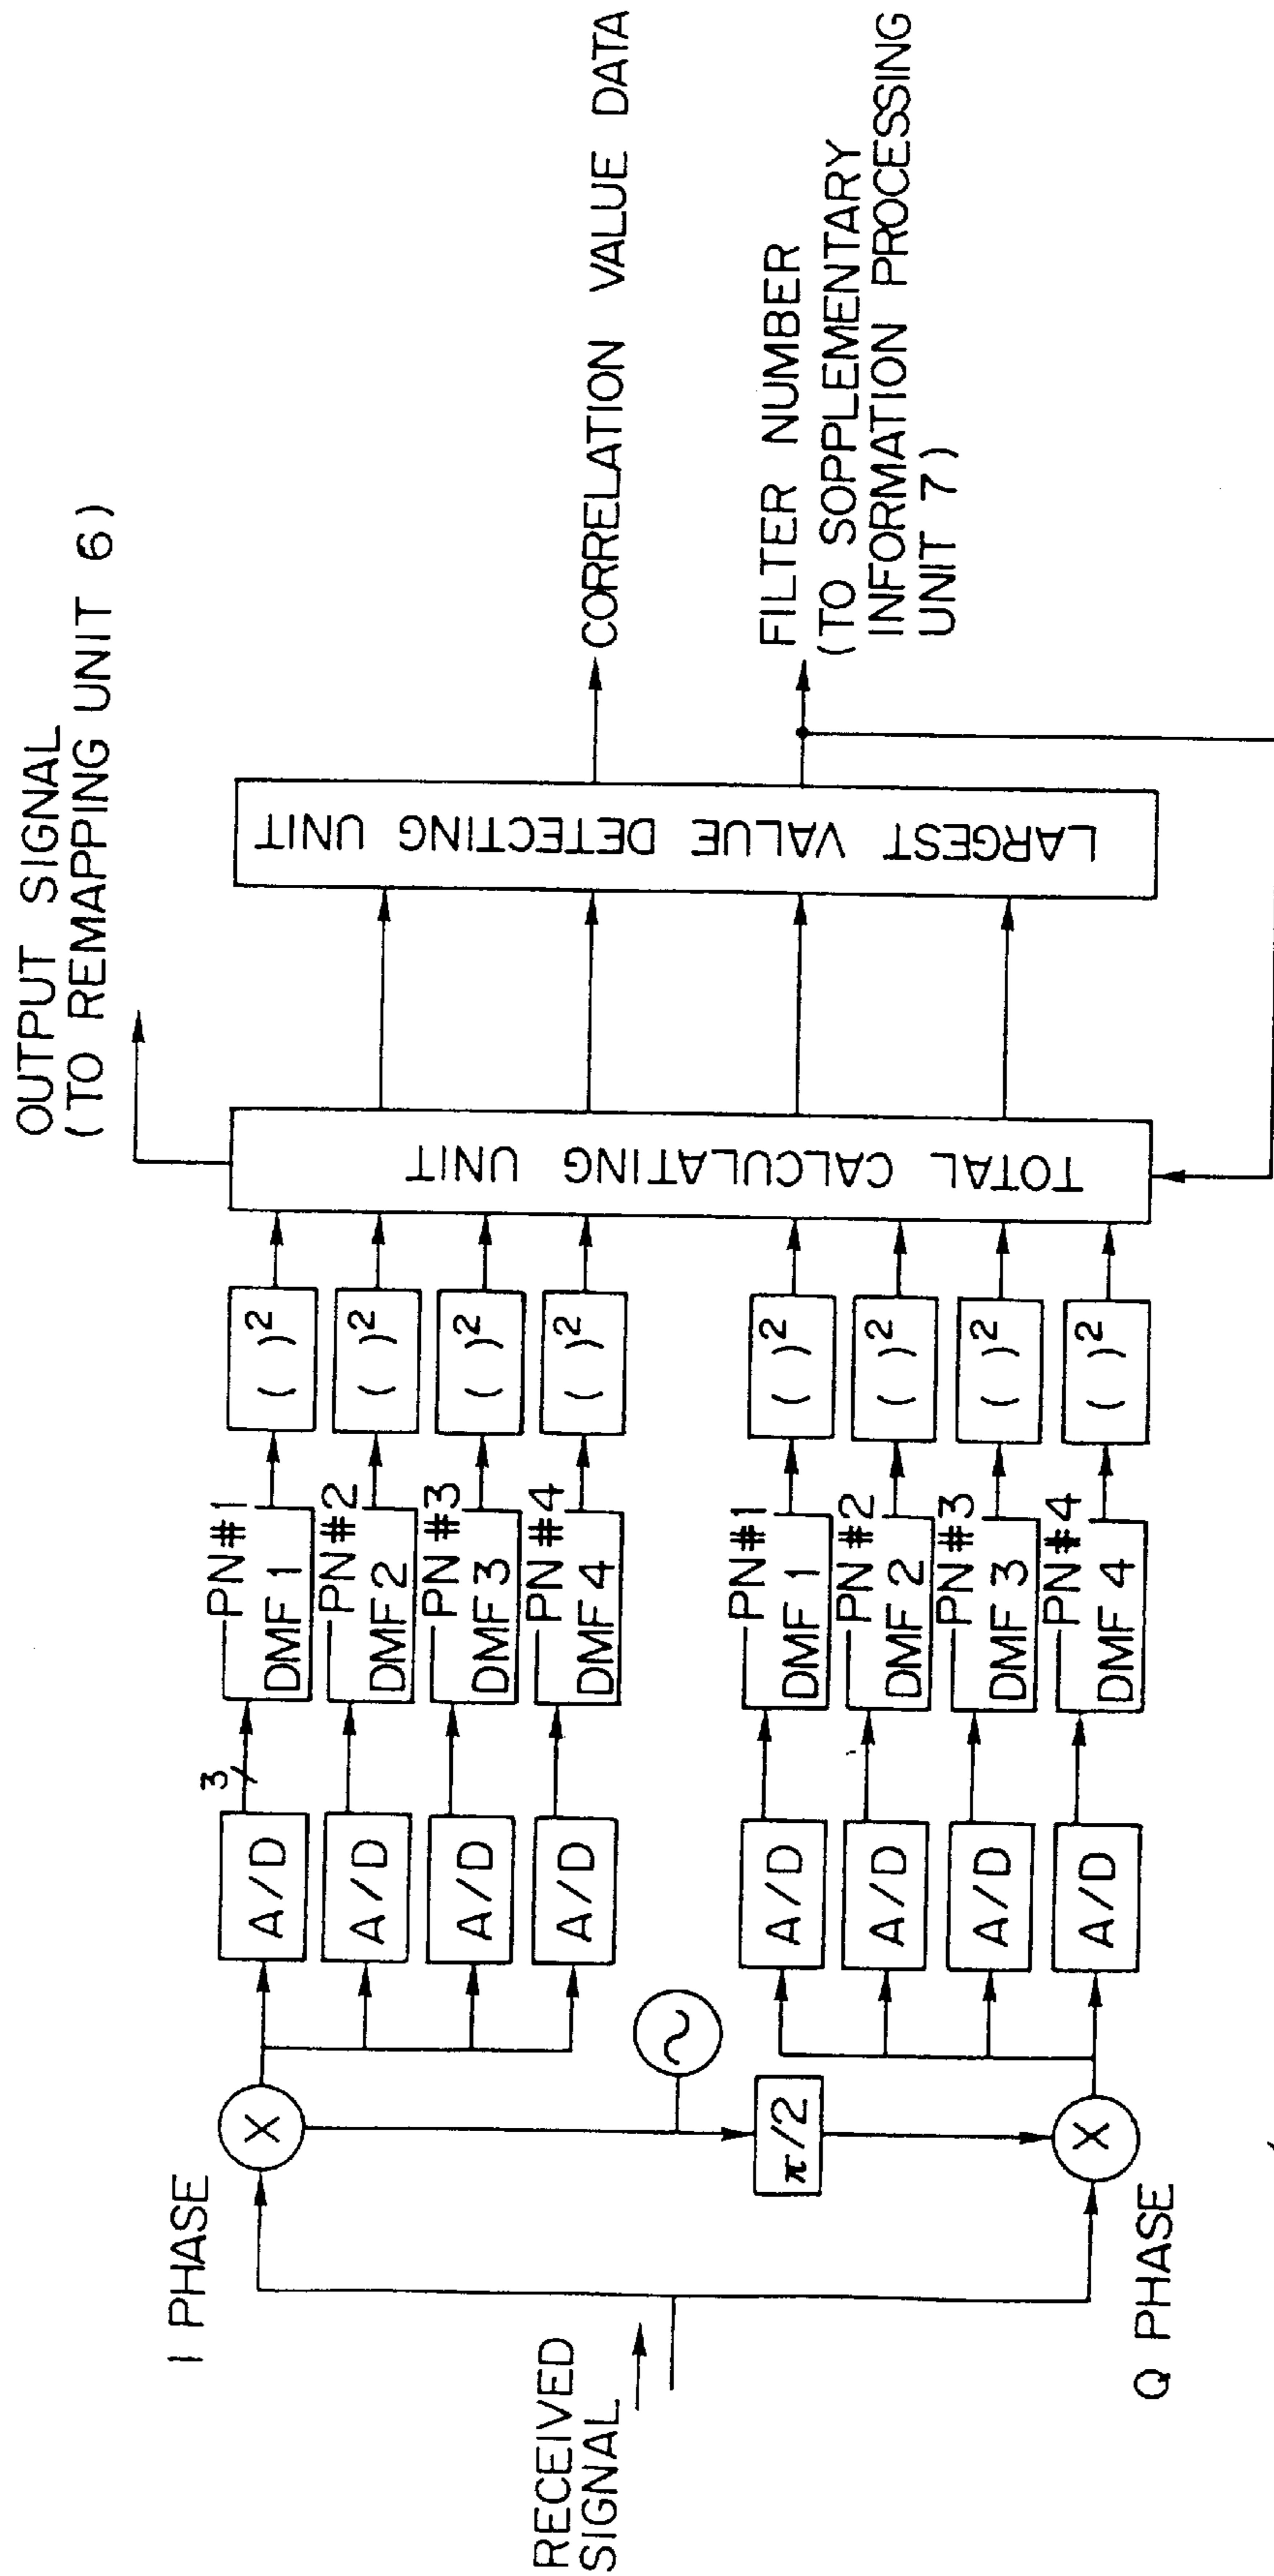 RECEIVED
SIGNAL
I PHASE
Q PHASE
X
π/2
X
A/D
A/D
A/D
A/D
A/D
A/D
A/D
A/D
3
PN#1
DMF 1
PN#2
DMF 2
PN#3
DMF 3
PN#4
DMF 4
PN#1
DMF 1
PN#2
DMF 2
PN#3
DMF 3
PN#4
DMF 4
( )²
( )²
( )²
( )²
( )²
( )²
( )²
( )²
TOTAL CALCULATING UNIT
OUTPUT SIGNAL
(TO REMAPPING UNIT 6)
LARGEST VALUE DETECTING UNIT
CORRELATION VALUE DATA
FILTER NUMBER
(TO SOPPLEMENTARY
INFORMATION PROCESSING
UNIT 7)